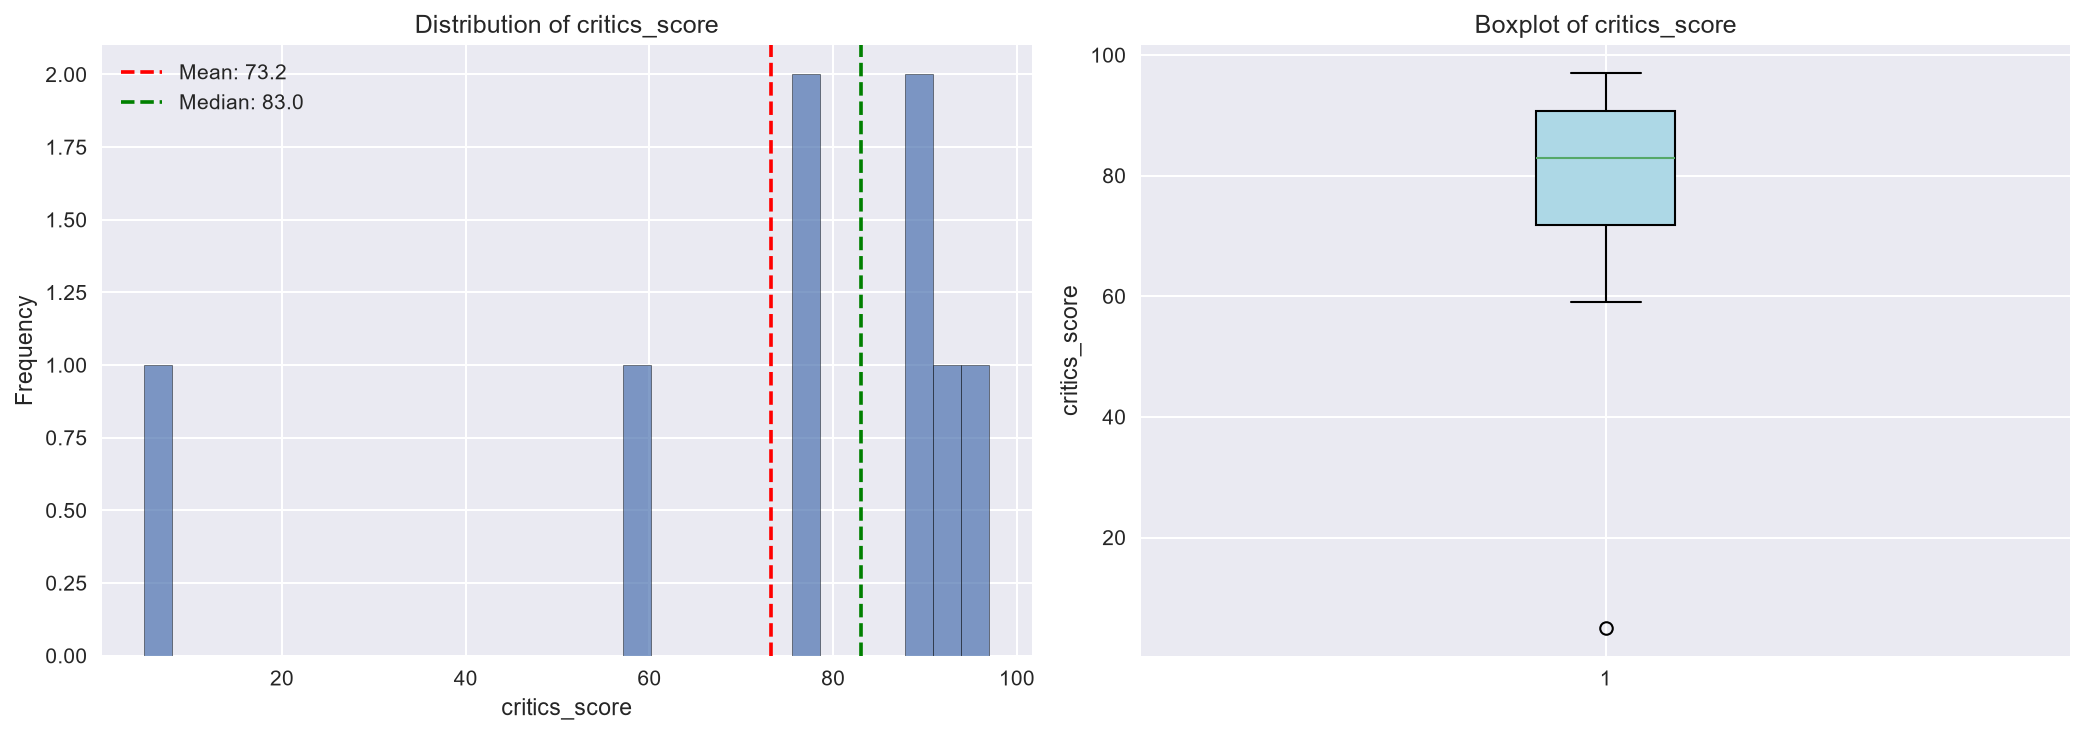 Distribution of critics_score
Mean: 73.2
Median: 83.0
2.00
1.75
1.50
1.25
1.00
0.75
0.50
0.25
0.00
Frequency
20
40
60
80
100
critics_score
Boxplot of critics_score
100
80
60
40
20
critics_score
1